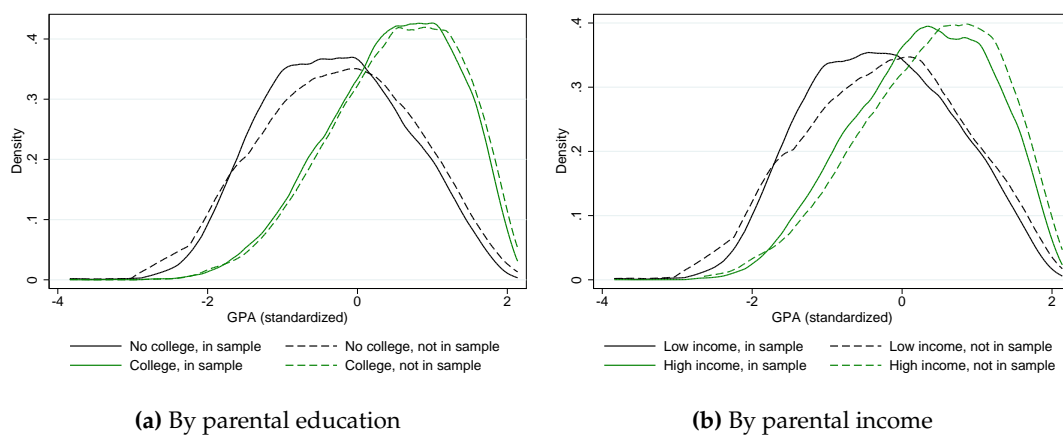 .4
.3
.2
.1
0
Density
-4
-2
0
2
GPA (standardized)
No college, in sample
No college, not in sample
College, in sample
College, not in sample
(a) By parental education
.4
.3
.2
.1
0
Density
-4
-2
0
2
GPA (standardized)
Low income, in sample
Low income, not in sample
High income, in sample
High income, not in sample
(b) By parental income